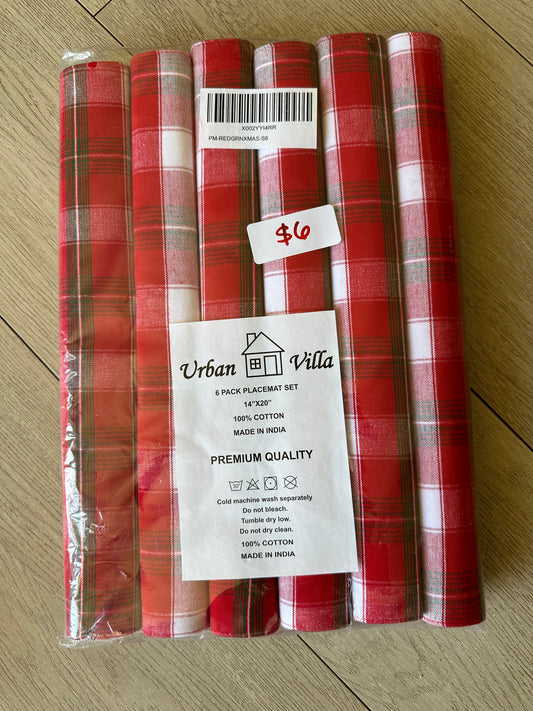 X002YYI4RR
PM-REDGRNXMAS-S6
$6
Urban Villa
6 PACK PLACEMAT SET
14"X20"
100% COTTON
MADE IN INDIA
PREMIUM QUALITY
30°
Cold machine wash separately
Do not bleach.
Tumble dry low.
Do not dry clean.
100% COTTON
MADE IN INDIA